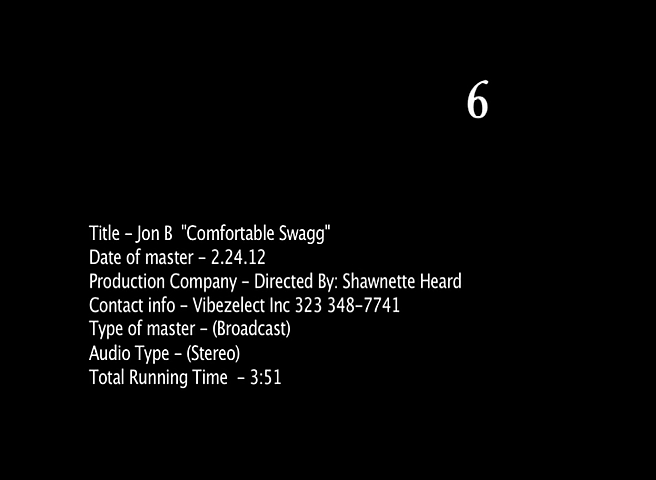 6
Title - Jon B  "Comfortable Swagg"
Date of master - 2.24.12
Production Company - Directed By: Shawnette Heard
Contact info - Vibezelect Inc 323 348-7741
Type of master - (Broadcast)
Audio Type - (Stereo)
Total Running Time  - 3:51